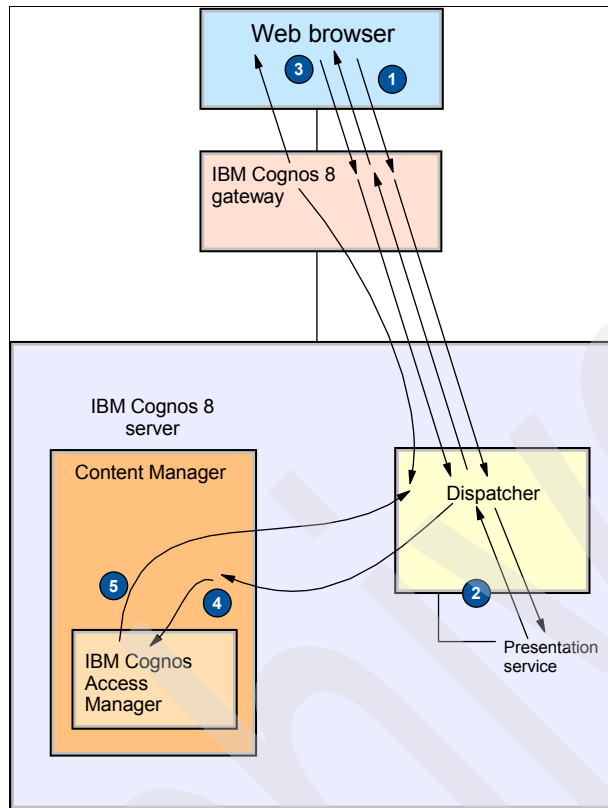 Web browser
3
1
IBM Cognos 8
gateway
IBM Cognos 8
server
Content Manager
Dispatcher
5
4
2
IBM Cognos
Access
Manager
Presentation
service